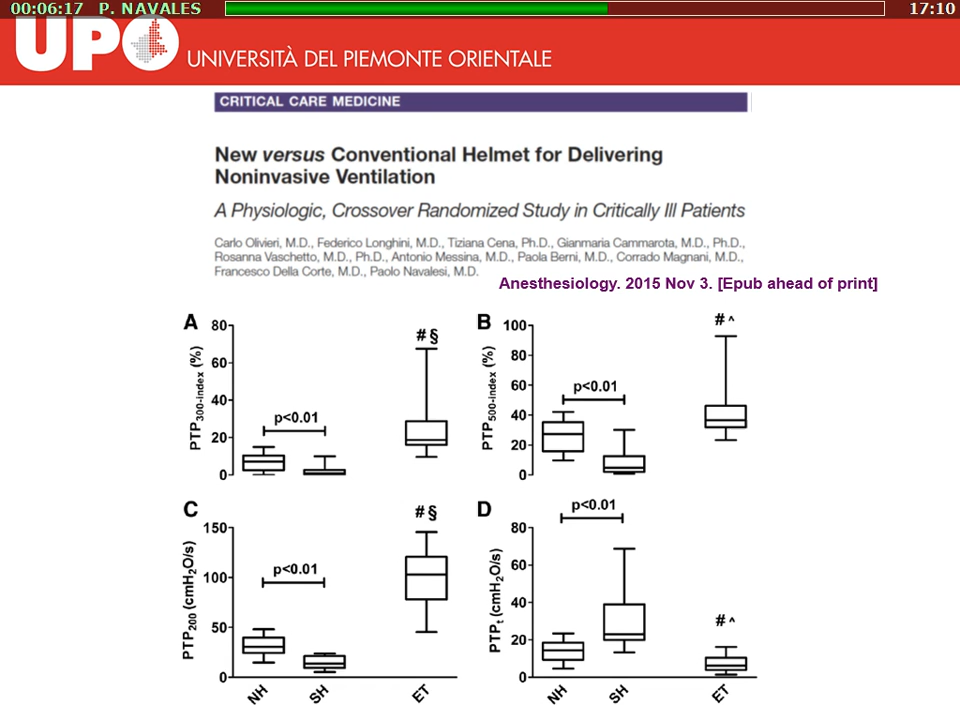 00:06:17 P. NAVALES 17:10
UPO UNIVERSITÀ DEL PIEMONTE ORIENTALE
CRITICAL CARE MEDICINE
New versus Conventional Helmet for Delivering
Noninvasive Ventilation
A Physiologic, Crossover Randomized Study in Critically Ill Patients
Carlo Olivieri, M.D., Federico Longhini, M.D., Tiziana Cena, Ph.D., Gianmaria Cammarota, M.D., Ph.D.,
Rosanna Vaschetto, M.D., Ph.D., Antonio Messina, M.D., Paola Berni, M.D., Corrado Magnani, M.D.,
Francesco Della Corte, M.D., Paolo Navalesi, M.D.
Anesthesiology. 2015 Nov 3. [Epub ahead of print]
A
PTP300-index (%)
80
60
40
20
0
p<0.01
# §
B
PTP500-index (%)
100
80
60
40
20
0
p<0.01
# ^
C
PTP200 (cmH2O/s)
150
100
50
0
p<0.01
# §
NH SH ET
D
PTPt (cmH2O/s)
80
60
40
20
0
p<0.01
# ^
NH SH ET